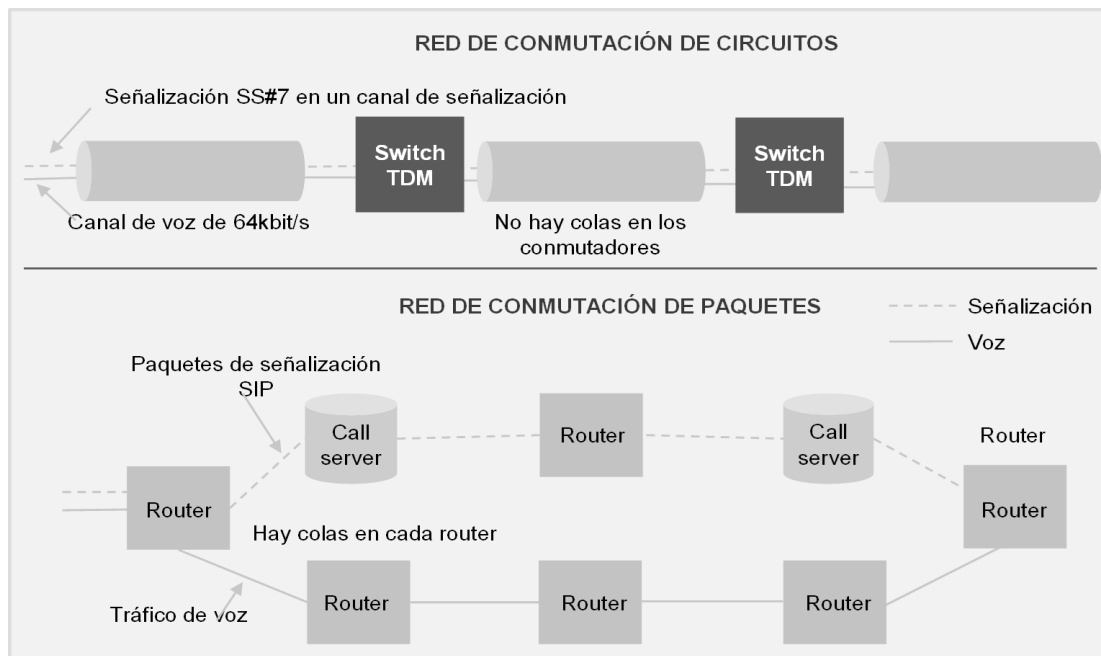 RED DE CONMUTACIÓN DE CIRCUITOS
Señalización SS#7 en un canal de señalización
Switch
TDM
Switch
TDM
Canal de voz de 64kbit/s
No hay colas en los
conmutadores
RED DE CONMUTACIÓN DE PAQUETES
Señalización
Voz
Paquetes de señalización
SIP
Call
server
Router
Call
server
Router
Router
Router
Hay colas en cada router
Tráfico de voz
Router
Router
Router